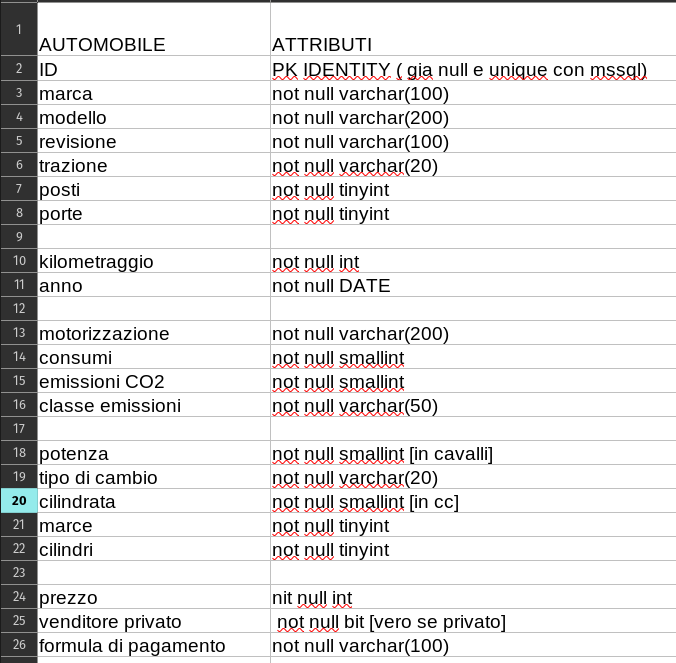 1 AUTOMOBILE ATTRIBUTI
2 ID PK IDENTITY ( gia null e unique con mssql)
3 marca not null varchar(100)
4 modello not null varchar(200)
5 revisione not null varchar(100)
6 trazione not null varchar(20)
7 posti not null tinyint
8 porte not null tinyint
9
10 kilometraggio not null int
11 anno not null DATE
12
13 motorizzazione not null varchar(200)
14 consumi not null smallint
15 emissioni CO2 not null smallint
16 classe emissioni not null varchar(50)
17
18 potenza not null smallint [in cavalli]
19 tipo di cambio not null varchar(20)
20 cilindrata not null smallint [in cc]
21 marce not null tinyint
22 cilindri not null tinyint
23
24 prezzo nit null int
25 venditore privato not null bit [vero se privato]
26 formula di pagamento not null varchar(100)